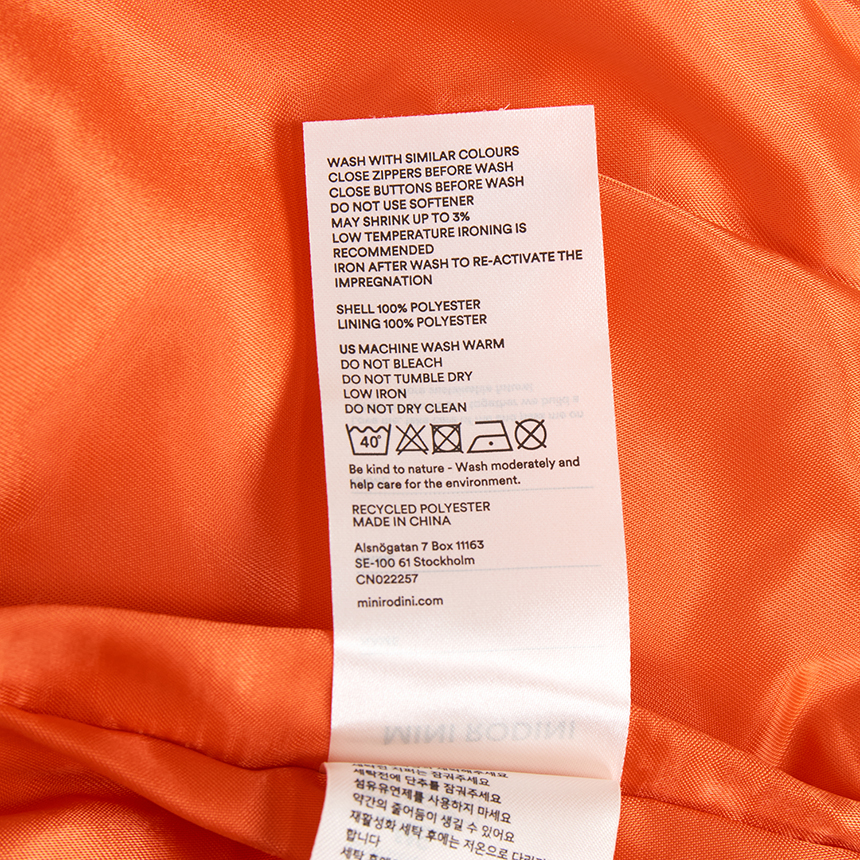 WASH WITH SIMILAR COLOURS
CLOSE ZIPPERS BEFORE WASH
CLOSE BUTTONS BEFORE WASH
DO NOT USE SOFTENER
MAY SHRINK UP TO 3%
LOW TEMPERATURE IRONING IS
RECOMMENDED
IRON AFTER WASH TO RE-ACTIVATE THE
IMPREGNATION
SHELL 100% POLYESTER
LINING 100% POLYESTER
US MACHINE WASH WARM
DO NOT BLEACH
DO NOT TUMBLE DRY
LOW IRON
DO NOT DRY CLEAN
40°
Be kind to nature - Wash moderately and
help care for the environment.
RECYCLED POLYESTER
MADE IN CHINA
Alsnögatan 7 Box 11163
SE-100 61 Stockholm
CN022257
minirodini.com
MINI RODINI
세탁전에 단추를 잠궈주세요
섬유유연제를 사용하지 마세요
약간의 줄어듬이 생길 수 있어요
재활성화 세탁 후에는 저온으로 다려
합니다